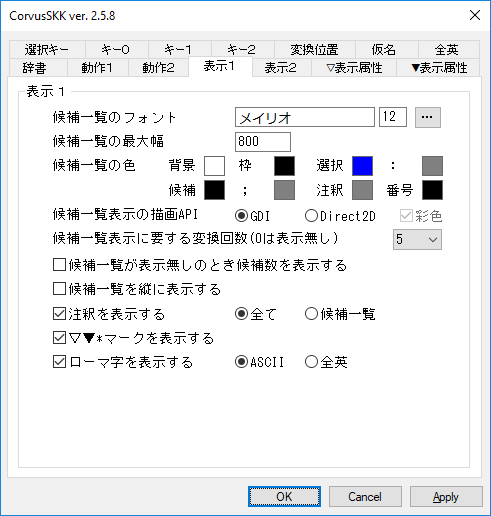 CorvusSKK ver. 2.5.8
選択キー キー0 キー1 キー2 変換位置 仮名 全英
辞書 動作1 動作2 表示1 表示2 ▽表示属性 ▼表示属性
表示１
候補一覧のフォント メイリオ 12 ...
候補一覧の最大幅 800
候補一覧の色 背景 枠 選択 :
候補 ; 注釈 番号
候補一覧表示の描画API GDI Direct2D 彩色
候補一覧表示に要する変換回数(0は表示無し) 5
候補一覧が表示無しのとき候補数を表示する
候補一覧を縦に表示する
注釈を表示する 全て 候補一覧
▽▼*マークを表示する
ローマ字を表示する ASCII 全英
OK Cancel Apply